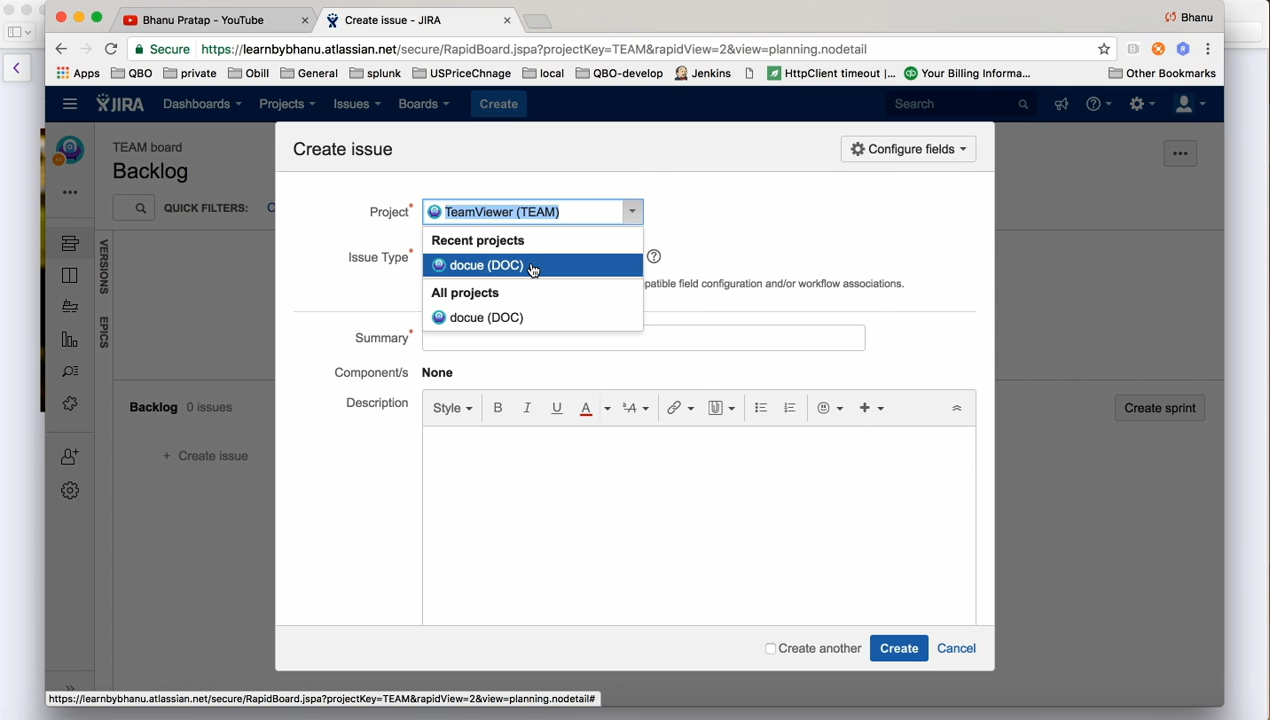 Bhanu Pratap - YouTube
Create issue - JIRA
Bhanu
Secure
https://learnbybhanu.atlassian.net/secure/RapidBoard.jspa?projectKey=TEAM&rapidView=2&view=planning.nodetail
Apps
QBO
private
Obill
General
splunk
USPriceChnage
local
QBO-develop
Jenkins
HttpClient timeout |...
Your Billing Informa...
Other Bookmarks
JIRA
Dashboards
Projects
Issues
Boards
Create
Search
TEAM board
Backlog
QUICK FILTERS:
VERSIONS
EPICS
Backlog 0 issues
+ Create issue
Create sprint
Create issue
Configure fields
Project*
TeamViewer (TEAM)
Recent projects
docue (DOC)
All projects
docue (DOC)
Issue Type*
patible field configuration and/or workflow associations.
Summary*
Component/s
None
Description
Style
B
I
U
A
Create another
Create
Cancel
https://learnbybhanu.atlassian.net/secure/RapidBoard.jspa?projectKey=TEAM&rapidView=2&view=planning.nodetail#